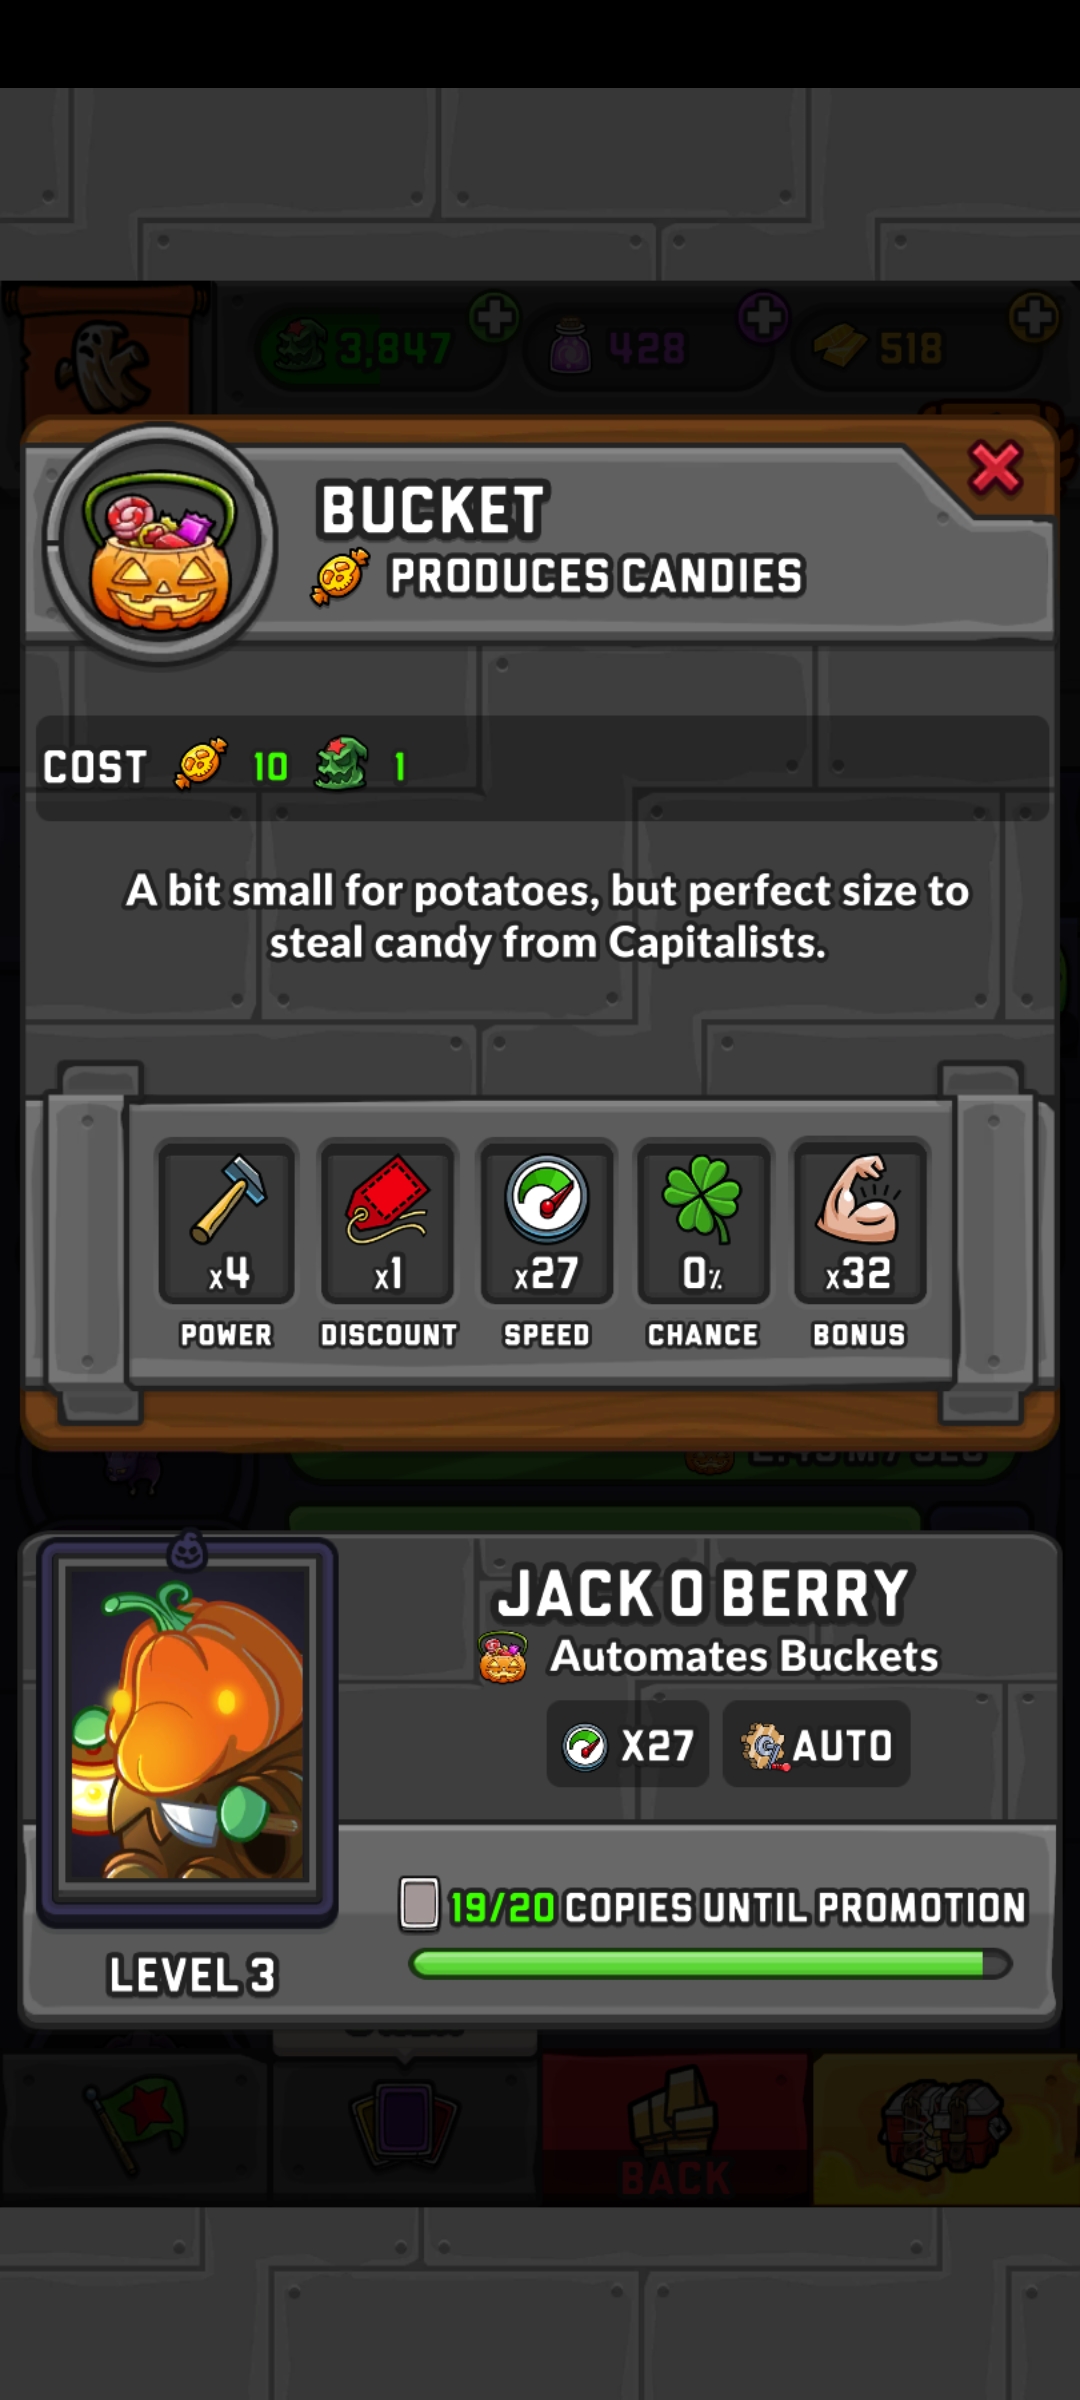 3,847
428
518
BUCKET
PRODUCES CANDIES
COST 10 1
A bit small for potatoes, but perfect size to
steal candy from Capitalists.
x4 x1 x27 0% x32
POWER DISCOUNT SPEED CHANCE BONUS
JACK O BERRY
Automates Buckets
X27 AUTO
19/20 COPIES UNTIL PROMOTION
LEVEL 3
BACK